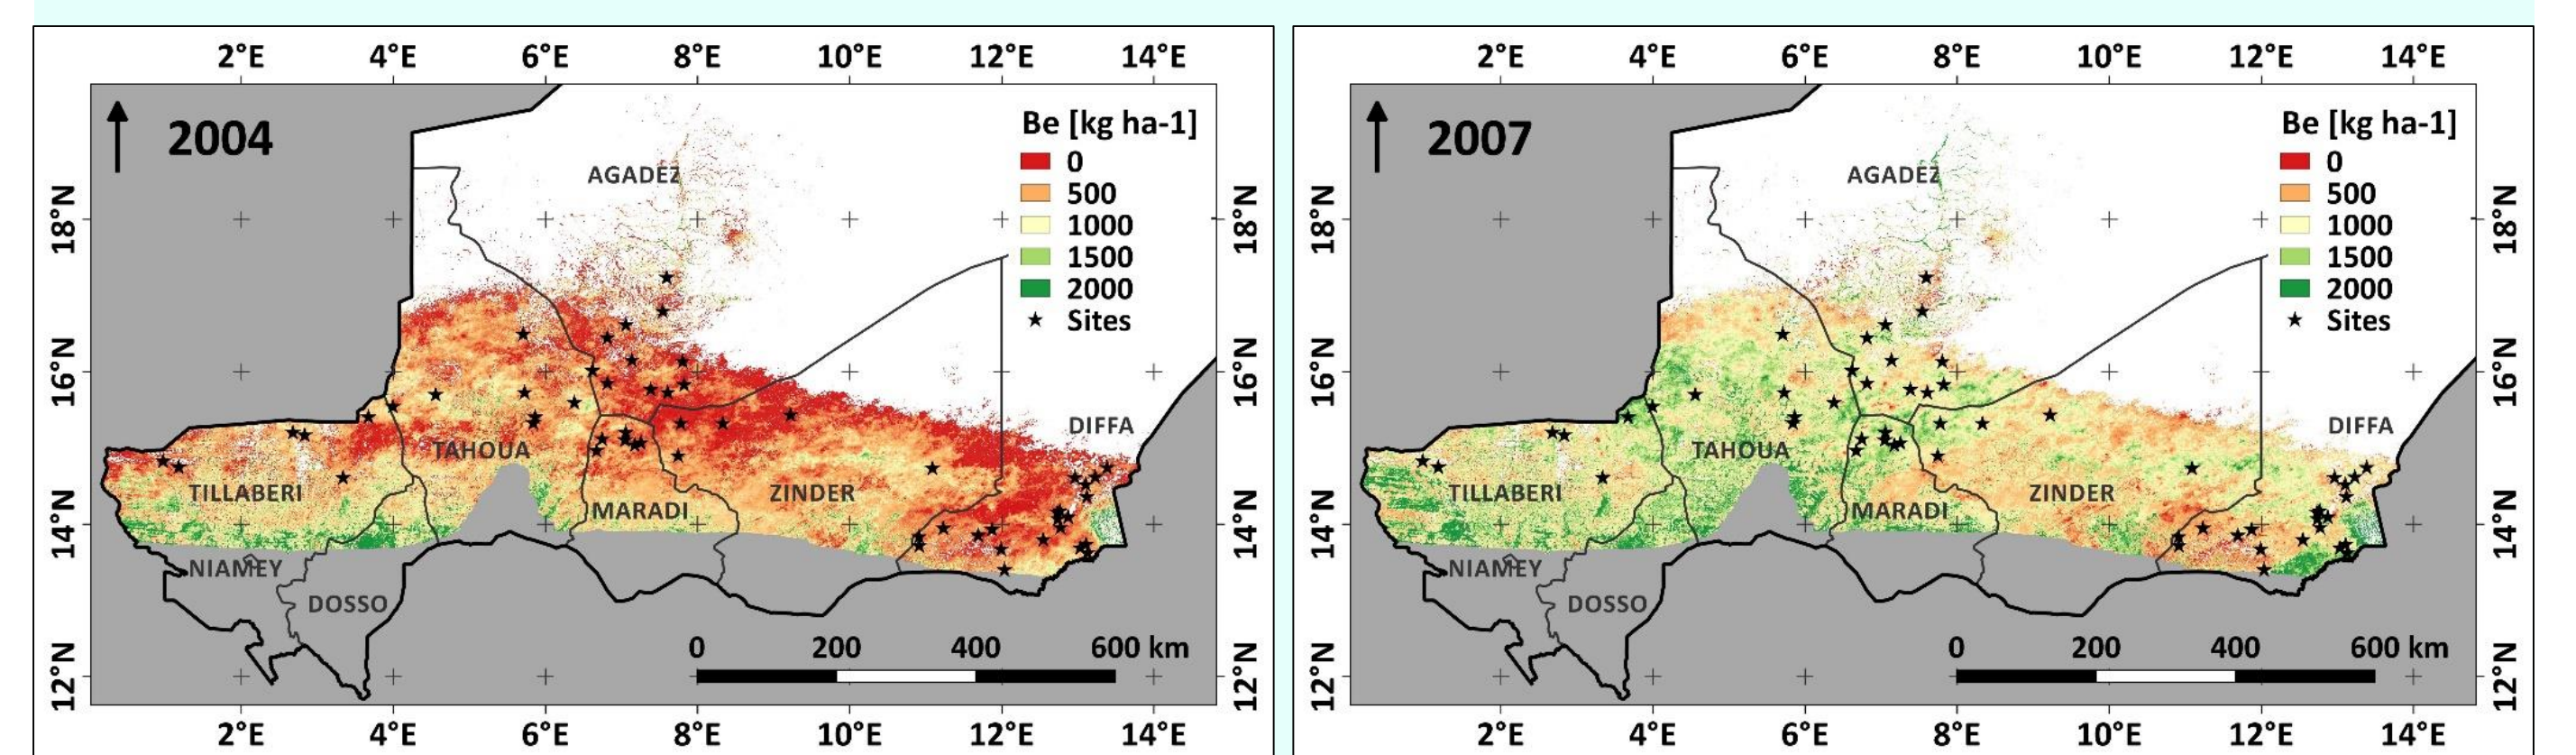 2°E 4°E 6°E 8°E 10°E 12°E 14°E
2004
Be [kg ha-1]
0
500
1000
1500
2000
Sites
AGADEZ
DIFFA
TAHOUA
TILLABERI
ZINDER
MARADI
NIAMEY
DOSSO
18°N
16°N
14°N
12°N
18°N
16°N
14°N
12°N
0 200 400 600 km
2°E 4°E 6°E 8°E 10°E 12°E 14°E
2°E 4°E 6°E 8°E 10°E 12°E 14°E
2007
Be [kg ha-1]
0
500
1000
1500
2000
Sites
AGADEZ
DIFFA
TAHOUA
TILLABERI
ZINDER
MARADI
NIAMEY
DOSSO
18°N
16°N
14°N
12°N
18°N
16°N
14°N
12°N
0 200 400 600 km
2°E 4°E 6°E 8°E 10°E 12°E 14°E